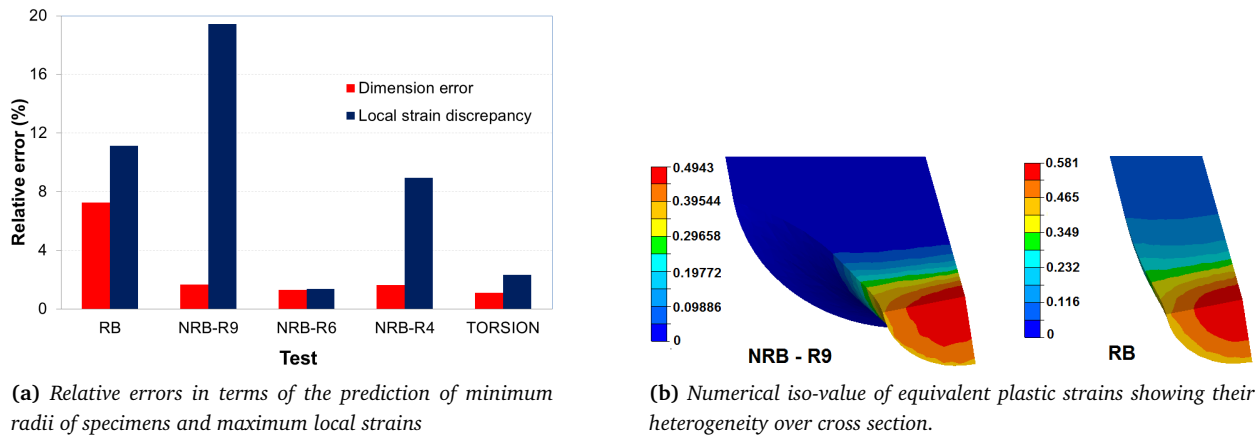 20
16
12
8
4
0
Relative error (%)
Dimension error
Local strain discrepancy
RB NRB-R9 NRB-R6 NRB-R4 TORSION
Test
(a) Relative errors in terms of the prediction of minimum
radii of specimens and maximum local strains
0.4943
0.39544
0.29658
0.19772
0.09886
0
NRB - R9
0.581
0.465
0.349
0.232
0.116
0
RB
(b) Numerical iso-value of equivalent plastic strains showing their
heterogeneity over cross section.